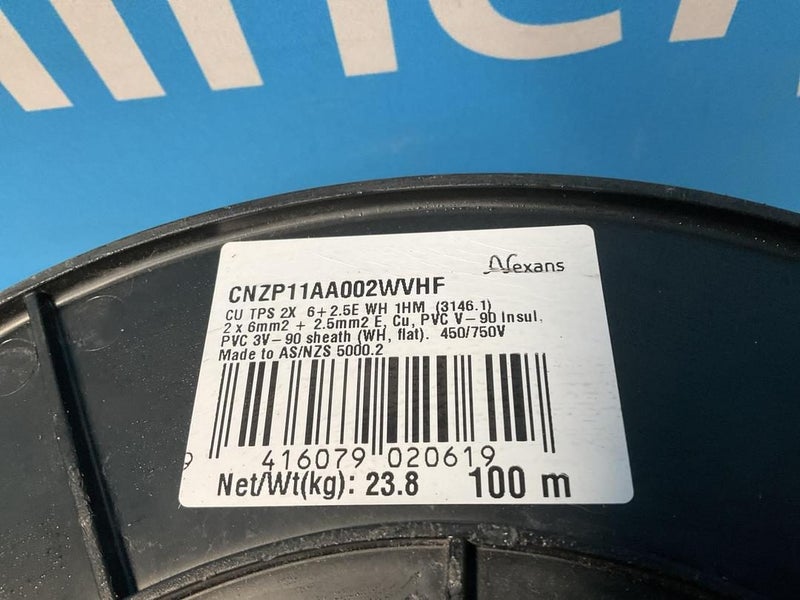 Nexans
CNZP11AA002WVHF
CU TPS 2X 6+2.5E WH 1HM (3146.1)
2 x 6mm2 + 2.5mm2 E, Cu, PVC V-90 Insul,
PVC 3V-90 sheath (WH, flat). 450/750V
Made to AS/NZS 5000.2
9 416079 020619
Net/Wt(kg): 23.8 100 m